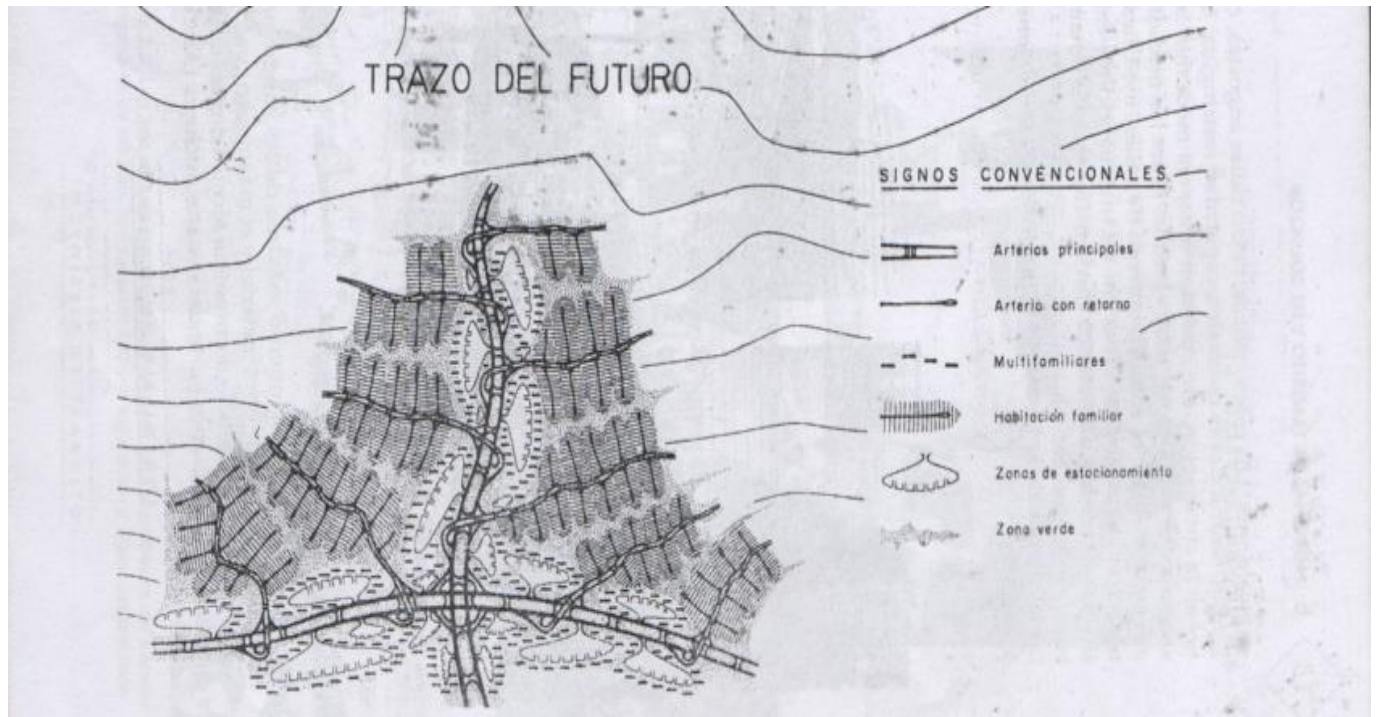 TRAZO DEL FUTURO
SIGNOS CONVENCIONALES
Arterias principales
Arteria con retorno
Multifamiliares
Habitación familiar
Zonas de estacionamiento
Zona verde